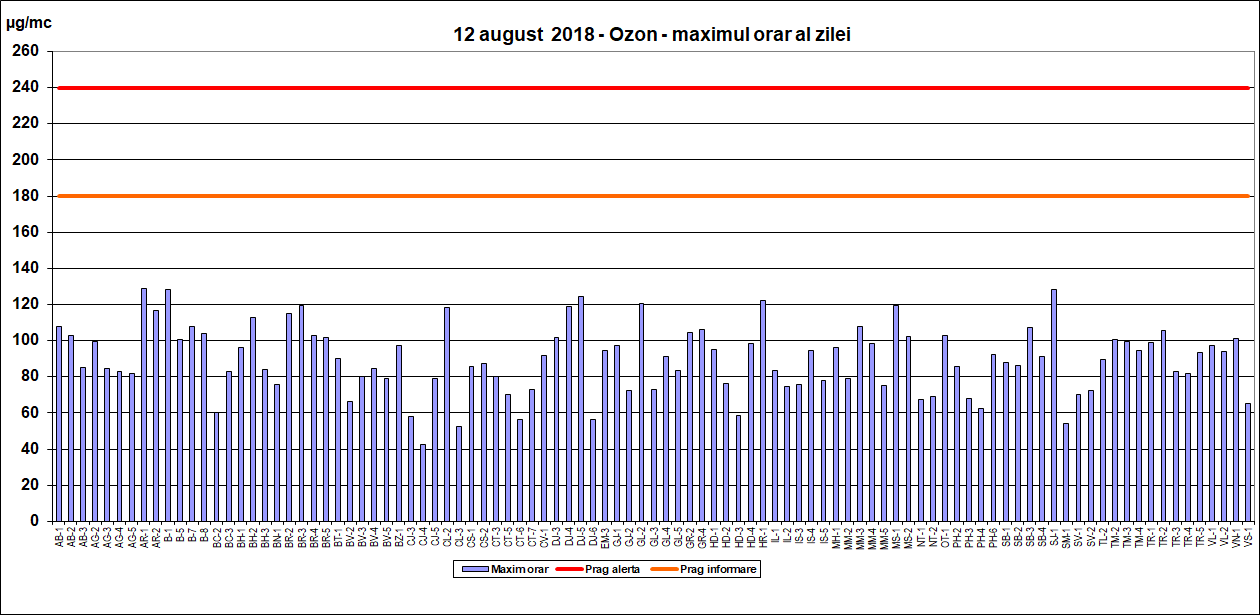 µg/mc
12 august 2018 - Ozon - maximul orar al zilei
260
240
220
200
180
160
140
120
100
80
60
40
20
0
AB-1
AB-2
AB-3
AG-2
AG-3
AG-4
AG-5
AR-1
AR-2
B-1
B-5
B-7
B-8
BC-2
BC-3
BH-1
BH-2
BH-3
BN-1
BR-2
BR-3
BR-4
BR-5
BT-1
BV-2
BV-3
BV-4
BV-5
BZ-1
CJ-3
CJ-4
CJ-5
CL-2
CL-3
CS-1
CS-2
CT-3
CT-5
CT-6
CT-7
CV-1
DJ-3
DJ-4
DJ-5
DJ-6
EM-3
GJ-1
GJ-2
GL-2
GL-3
GL-4
GL-5
GR-2
GR-4
HD-1
HD-2
HD-3
HD-4
HR-1
IL-1
IL-2
IS-3
IS-4
IS-5
MH-1
MM-2
MM-3
MM-4
MM-5
MS-1
MS-2
NT-1
NT-2
OT-1
PH-2
PH-3
PH-4
PH-6
SB-1
SB-2
SB-3
SB-4
SJ-1
SM-1
SV-1
SV-2
TL-2
TM-2
TM-3
TM-4
TR-1
TR-2
TR-3
TR-4
TR-5
VL-1
VL-2
VN-1
VS-1
Maxim orar
Prag alerta
Prag informare